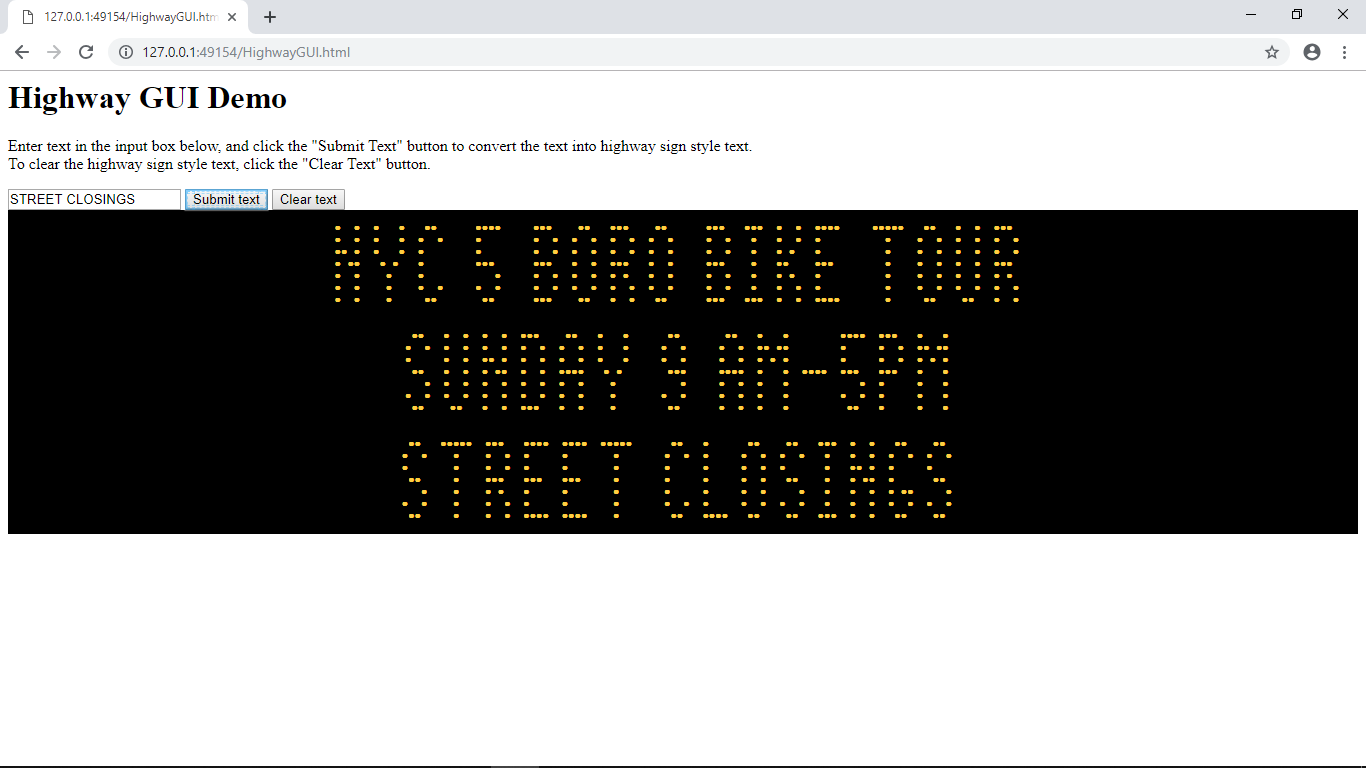 127.0.0.1:49154/HighwayGUI.htm
127.0.0.1:49154/HighwayGUI.html
Highway GUI Demo
Enter text in the input box below, and click the "Submit Text" button to convert the text into highway sign style text.
To clear the highway sign style text, click the "Clear Text" button.
STREET CLOSINGS Submit text Clear text
NYC 5 BORO BIKE TOUR
SUNDAY 3 AM-5PM
STREET CLOSINGS